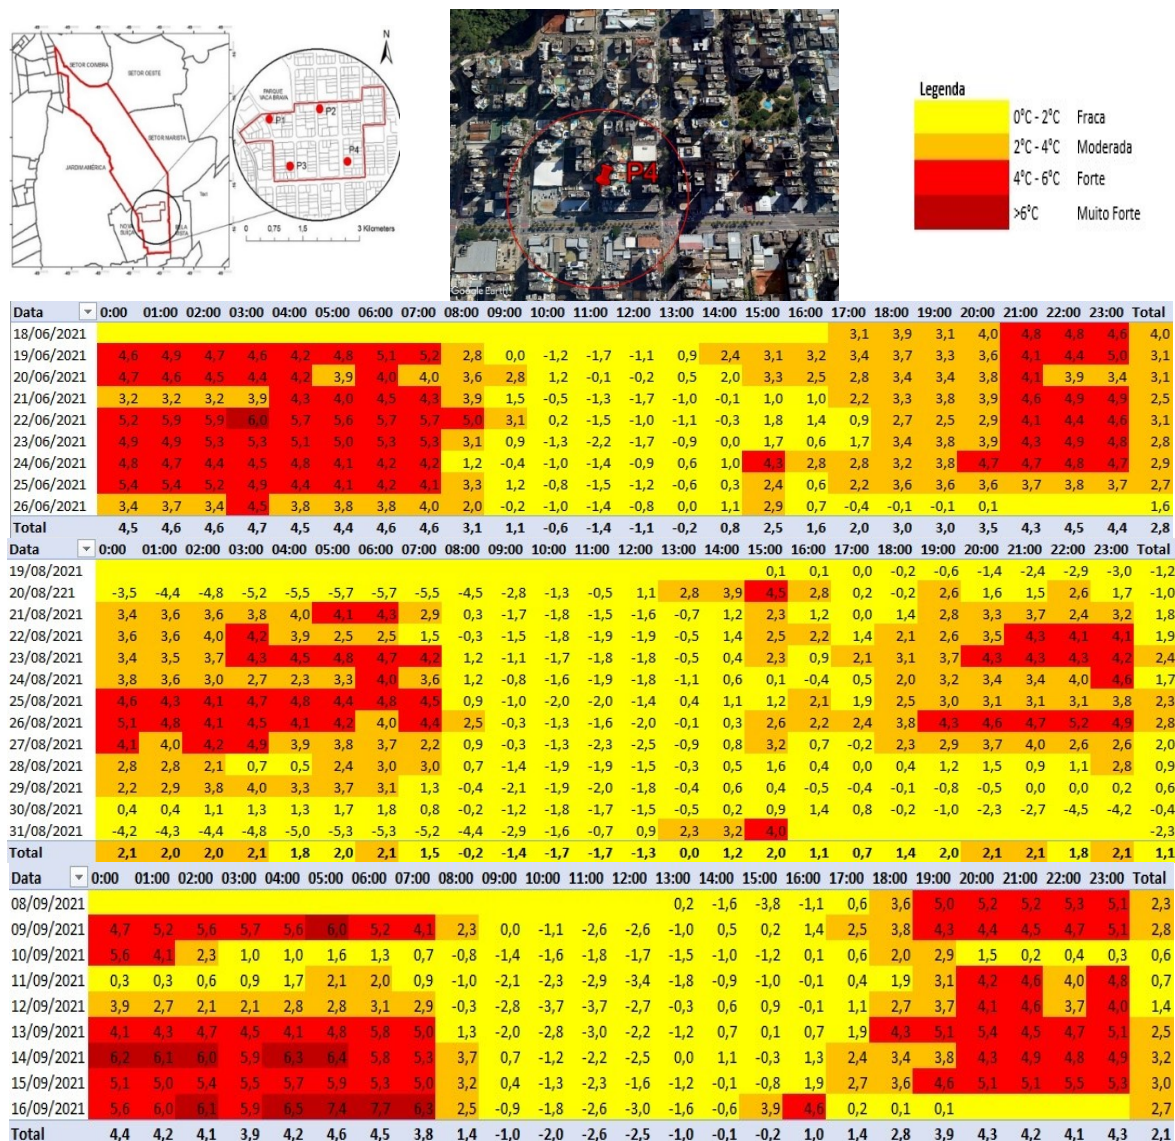 SETOR COIMBRA
SETOR OESTE
SETOR MARISTA
JARDIM AMÉRICA
NOVA SUIÇA
BELA VISTA
N
PARQUE VACA BRAVA
P1
P2
P3
P4
0 0,75 1,5 3 Kilometers
P4
Google Earth
Legenda
0°C - 2°C Fraca
2°C - 4°C Moderada
4°C - 6°C Forte
>6°C Muito Forte
Data 0:00 01:00 02:00 03:00 04:00 05:00 06:00 07:00 08:00 09:00 10:00 11:00 12:00 13:00 14:00 15:00 16:00 17:00 18:00 19:00 20:00 21:00 22:00 23:00 Total
18/06/2021 3,1 3,9 3,1 4,0 4,8 4,8 4,6 4,0
19/06/2021 4,6 4,9 4,7 4,6 4,2 4,8 5,1 5,2 2,8 0,0 -1,2 -1,7 -1,1 0,9 2,4 3,1 3,2 3,4 3,7 3,3 3,6 4,1 4,4 5,0 3,1
20/06/2021 4,7 4,6 4,5 4,4 4,2 3,9 4,0 4,0 3,6 2,8 1,2 -0,1 -0,2 0,5 2,0 3,3 2,5 2,8 3,4 3,4 3,8 4,1 3,9 3,4 3,1
21/06/2021 3,2 3,2 3,2 3,9 4,3 4,0 4,5 4,3 3,9 1,5 -0,5 -1,3 -1,7 -1,0 -0,1 1,0 1,0 2,2 3,3 3,8 3,9 4,6 4,9 4,9 2,5
22/06/2021 5,2 5,9 5,9 6,0 5,7 5,6 5,7 5,7 5,0 3,1 0,2 -1,5 -1,0 -1,1 -0,3 1,8 1,4 0,9 2,7 2,5 2,9 4,1 4,4 4,6 3,1
23/06/2021 4,9 4,9 5,3 5,3 5,1 5,0 5,3 5,3 3,1 0,9 -1,3 -2,2 -1,7 -0,9 0,0 1,7 0,6 1,7 3,4 3,8 3,9 4,3 4,9 4,8 2,8
24/06/2021 4,8 4,7 4,4 4,5 4,8 4,1 4,2 4,2 1,2 -0,4 -1,0 -1,4 -0,9 0,6 1,0 4,3 2,8 2,8 3,2 3,8 4,7 4,7 4,8 4,7 2,9
25/06/2021 5,4 5,4 5,2 4,9 4,4 4,1 4,2 4,1 3,3 1,2 -0,8 -1,5 -1,2 -0,6 0,3 2,4 0,6 2,2 3,6 3,6 3,6 3,7 3,8 3,7 2,7
26/06/2021 3,4 3,7 3,4 4,5 3,8 3,8 3,8 4,0 2,0 -0,2 -1,0 -1,4 -0,8 0,0 1,1 2,9 0,7 -0,4 -0,1 -0,1 0,1 1,6
Total 4,5 4,6 4,6 4,7 4,5 4,4 4,6 4,6 3,1 1,1 -0,6 -1,4 -1,1 -0,2 0,8 2,5 1,6 2,0 3,0 3,0 3,5 4,3 4,5 4,4 2,8
Data 0:00 01:00 02:00 03:00 04:00 05:00 06:00 07:00 08:00 09:00 10:00 11:00 12:00 13:00 14:00 15:00 16:00 17:00 18:00 19:00 20:00 21:00 22:00 23:00 Total
19/08/2021 0,1 0,1 0,0 -0,2 -0,6 -1,4 -2,4 -2,9 -3,0 -1,2
20/08/221 -3,5 -4,4 -4,8 -5,2 -5,5 -5,7 -5,7 -5,5 -4,5 -2,8 -1,3 -0,5 1,1 2,8 3,9 4,5 2,8 0,2 -0,2 2,6 1,6 1,5 2,6 1,7 -1,0
21/08/2021 3,4 3,6 3,6 3,8 4,0 4,1 4,3 2,9 0,3 -1,7 -1,8 -1,5 -1,6 -0,7 1,2 2,3 1,2 0,0 1,4 2,8 3,3 3,7 2,4 3,2 1,8
22/08/2021 3,6 3,6 4,0 4,2 3,9 2,5 2,5 1,5 -0,3 -1,5 -1,8 -1,9 -1,9 -0,5 1,4 2,5 2,2 1,4 2,1 2,6 3,5 4,3 4,1 4,1 1,9
23/08/2021 3,4 3,5 3,7 4,3 4,5 4,8 4,7 4,2 1,2 -1,1 -1,7 -1,8 -1,8 -0,5 0,4 2,3 0,9 2,1 3,1 3,7 4,3 4,3 4,3 4,2 2,4
24/08/2021 3,8 3,6 3,0 2,7 2,3 3,3 4,0 3,6 1,2 -0,8 -1,6 -1,9 -1,8 -1,1 0,6 0,1 -0,4 0,5 2,0 3,2 3,4 3,4 4,0 4,6 1,7
25/08/2021 4,6 4,3 4,1 4,7 4,8 4,4 4,8 4,5 0,9 -1,0 -2,0 -2,0 -1,4 0,4 1,1 1,2 2,1 1,9 2,5 3,0 3,1 3,1 3,1 3,8 2,3
26/08/2021 5,1 4,8 4,1 4,5 4,1 4,2 4,0 4,4 2,5 -0,3 -1,3 -1,6 -2,0 -0,1 0,3 2,6 2,2 2,4 3,8 4,3 4,6 4,7 5,2 4,9 2,8
27/08/2021 4,1 4,0 4,2 4,9 3,9 3,8 3,7 2,2 0,9 -0,3 -1,3 -2,3 -2,5 -0,9 0,8 3,2 0,7 -0,2 2,3 2,9 3,7 4,0 2,6 2,6 2,0
28/08/2021 2,8 2,8 2,1 0,7 0,5 2,4 3,0 3,0 0,7 -1,4 -1,9 -1,9 -1,5 -0,3 0,5 1,6 0,4 0,0 0,4 1,2 1,5 0,9 1,1 2,8 0,9
29/08/2021 2,2 2,9 3,8 4,0 3,3 3,7 3,1 1,3 -0,4 -2,1 -1,9 -2,0 -1,8 -0,4 0,6 0,4 -0,5 -0,4 -0,1 -0,8 -0,5 0,0 0,0 0,2 0,6
30/08/2021 0,4 0,4 1,1 1,3 1,3 1,7 1,8 0,8 -0,2 -1,2 -1,8 -1,7 -1,5 -0,5 0,2 0,9 1,4 0,8 -0,2 -1,0 -2,3 -2,7 -4,5 -4,2 -0,4
31/08/2021 -4,2 -4,3 -4,4 -4,8 -5,0 -5,3 -5,3 -5,2 -4,4 -2,9 -1,6 -0,7 0,9 2,3 3,2 4,0 -2,3
Total 2,1 2,0 2,0 2,1 1,8 2,0 2,1 1,5 -0,2 -1,4 -1,7 -1,7 -1,3 0,0 1,2 2,0 1,1 0,7 1,4 2,0 2,1 2,1 1,8 2,1 1,1
Data 0:00 01:00 02:00 03:00 04:00 05:00 06:00 07:00 08:00 09:00 10:00 11:00 12:00 13:00 14:00 15:00 16:00 17:00 18:00 19:00 20:00 21:00 22:00 23:00 Total
08/09/2021 0,2 -1,6 -3,8 -1,1 0,6 3,6 5,0 5,2 5,2 5,3 5,1 2,3
09/09/2021 4,7 5,2 5,6 5,7 5,6 6,0 5,2 4,1 2,3 0,0 -1,1 -2,6 -2,6 -1,0 0,5 0,2 1,4 2,5 3,8 4,3 4,4 4,5 4,7 5,1 2,8
10/09/2021 5,6 4,1 2,3 1,0 1,0 1,6 1,3 0,7 -0,8 -1,4 -1,6 -1,8 -1,7 -1,5 -1,0 -1,2 0,1 0,6 2,0 2,9 1,5 0,2 0,4 0,3 0,6
11/09/2021 0,3 0,3 0,6 0,9 1,7 2,1 2,0 0,9 -1,0 -2,1 -2,3 -2,9 -3,4 -1,8 -0,9 -1,0 -0,1 0,4 1,9 3,1 4,2 4,6 4,0 4,8 0,7
12/09/2021 3,9 2,7 2,1 2,1 2,8 2,8 3,1 2,9 -0,3 -2,8 -3,7 -3,7 -2,7 -0,3 0,6 0,9 -0,1 1,1 2,7 3,7 4,1 4,6 3,7 4,0 1,4
13/09/2021 4,1 4,3 4,7 4,5 4,1 4,8 5,8 5,0 1,3 -2,0 -2,8 -3,0 -2,2 -1,2 0,7 0,1 0,7 1,9 4,3 5,1 5,4 4,5 4,7 5,1 2,5
14/09/2021 6,2 6,1 6,0 5,9 6,3 6,4 5,8 5,3 3,7 0,7 -1,2 -2,2 -2,5 0,0 1,1 -0,3 1,3 2,4 3,4 3,8 4,3 4,9 4,8 4,9 3,2
15/09/2021 5,1 5,0 5,4 5,5 5,7 5,9 5,3 5,0 3,2 0,4 -1,3 -2,3 -1,6 -1,2 -0,1 -0,8 1,9 2,7 3,6 4,6 5,1 5,1 5,5 5,3 3,0
16/09/2021 5,6 6,0 6,1 5,9 6,5 7,4 7,7 6,3 2,5 -0,9 -1,8 -2,6 -3,0 -1,6 -0,6 3,9 4,6 0,2 0,1 0,1 2,7
Total 4,4 4,2 4,1 3,9 4,2 4,6 4,5 3,8 1,4 -1,0 -2,0 -2,6 -2,5 -1,0 -0,1 -0,2 1,0 1,4 2,8 3,9 4,3 4,2 4,1 4,3 2,1